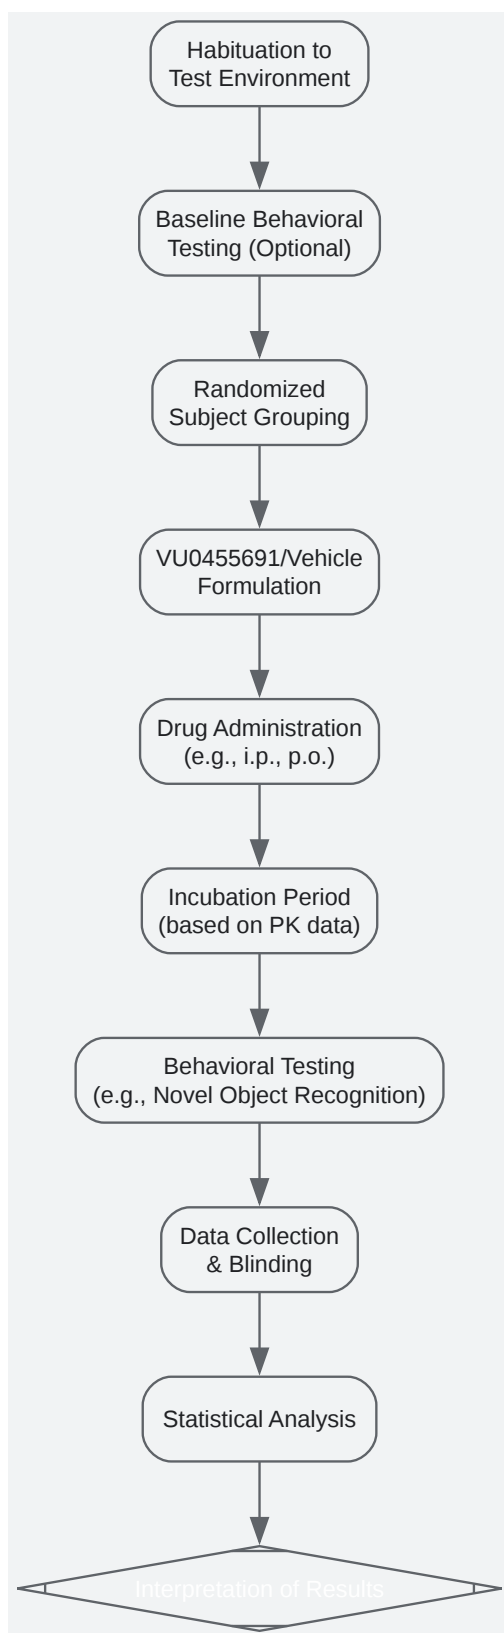 Habituation to
Test Environment
Baseline Behavioral
Testing (Optional)
Randomized
Subject Grouping
VU0455691/Vehicle
Formulation
Drug Administration
(e.g., i.p., p.o.)
Incubation Period
(based on PK data)
Behavioral Testing
(e.g., Novel Object Recognition)
Data Collection
& Blinding
Statistical Analysis
Interpretation of Results